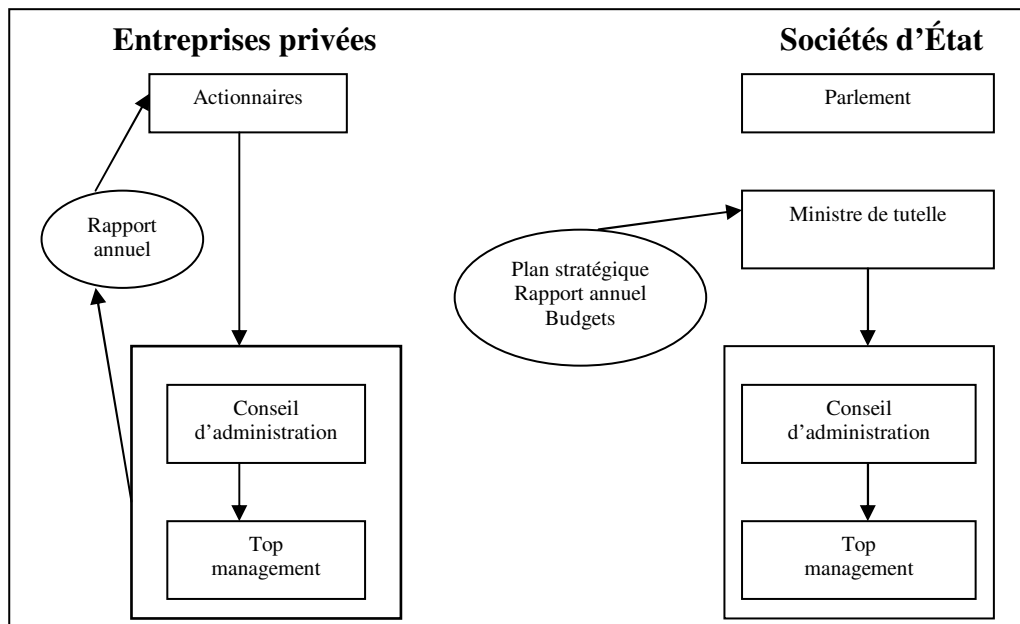 Entreprises privées
Actionnaires
Rapport
annuel
Conseil
d’administration
Top
management
Sociétés d’État
Parlement
Ministre de tutelle
Plan stratégique
Rapport annuel
Budgets
Conseil
d’administration
Top
management